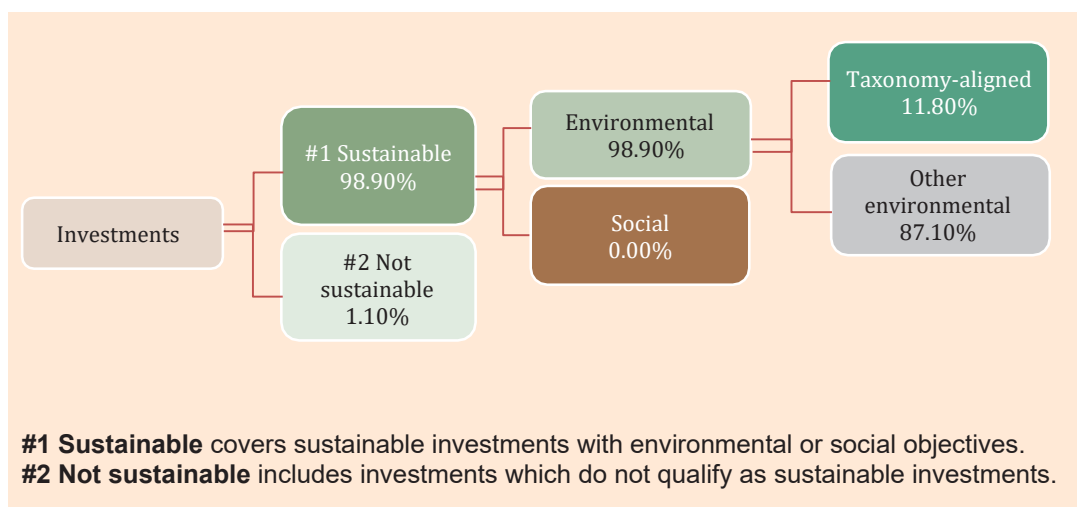 Investments
#1 Sustainable
98.90%
#2 Not
sustainable
1.10%
Environmental
98.90%
Social
0.00%
Taxonomy-aligned
11.80%
Other
environmental
87.10%
#1 Sustainable covers sustainable investments with environmental or social objectives.
#2 Not sustainable includes investments which do not qualify as sustainable investments.